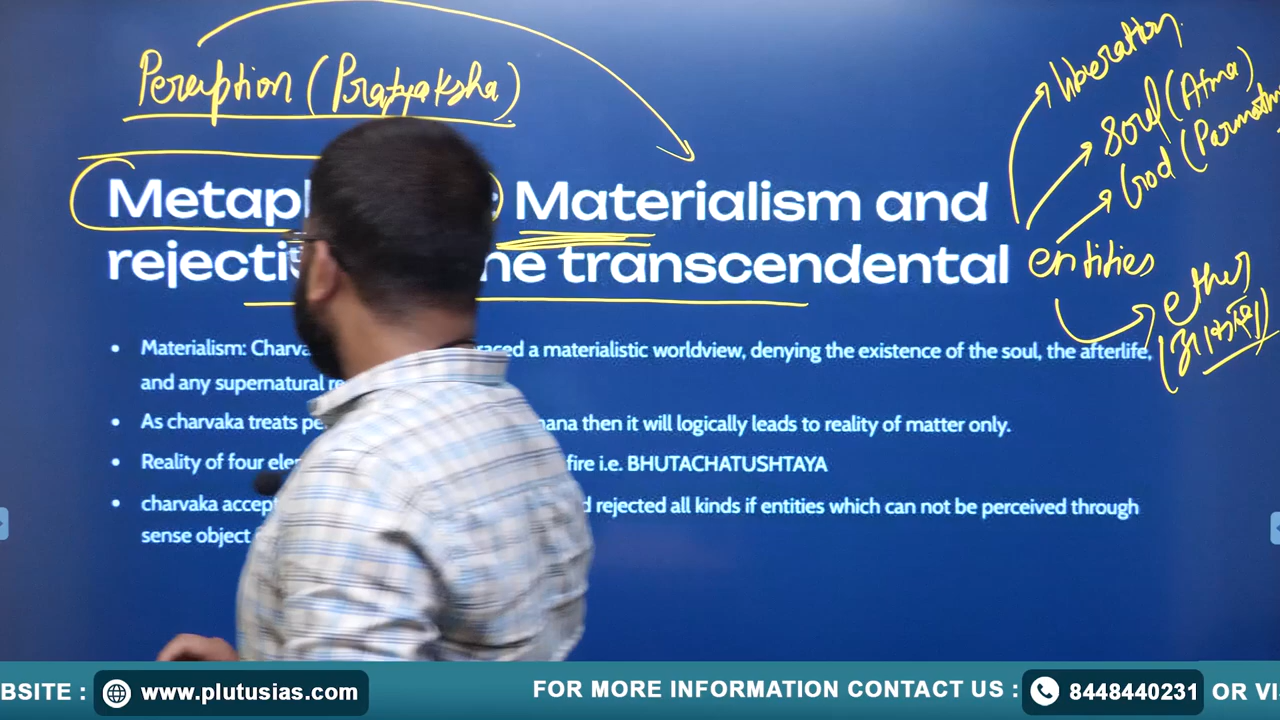 Perception (Pratyaksha)
liberation
Soul (Atma)
God (Parmatm
entities
ether
(आकाश)
Metap : Materialism and
rejecti he transcendental
• Materialism: Charva raced a materialistic worldview, denying the existence of the soul, the afterlife,
and any supernatural re
• As charvaka treats pe mana then it will logically leads to reality of matter only.
• Reality of four ele fire i.e. BHUTACHATUSHTAYA
• charvaka accept d rejected all kinds if entities which can not be perceived through
sense object
BSITE : www.plutusias.com FOR MORE INFORMATION CONTACT US : 8448440231 OR VI